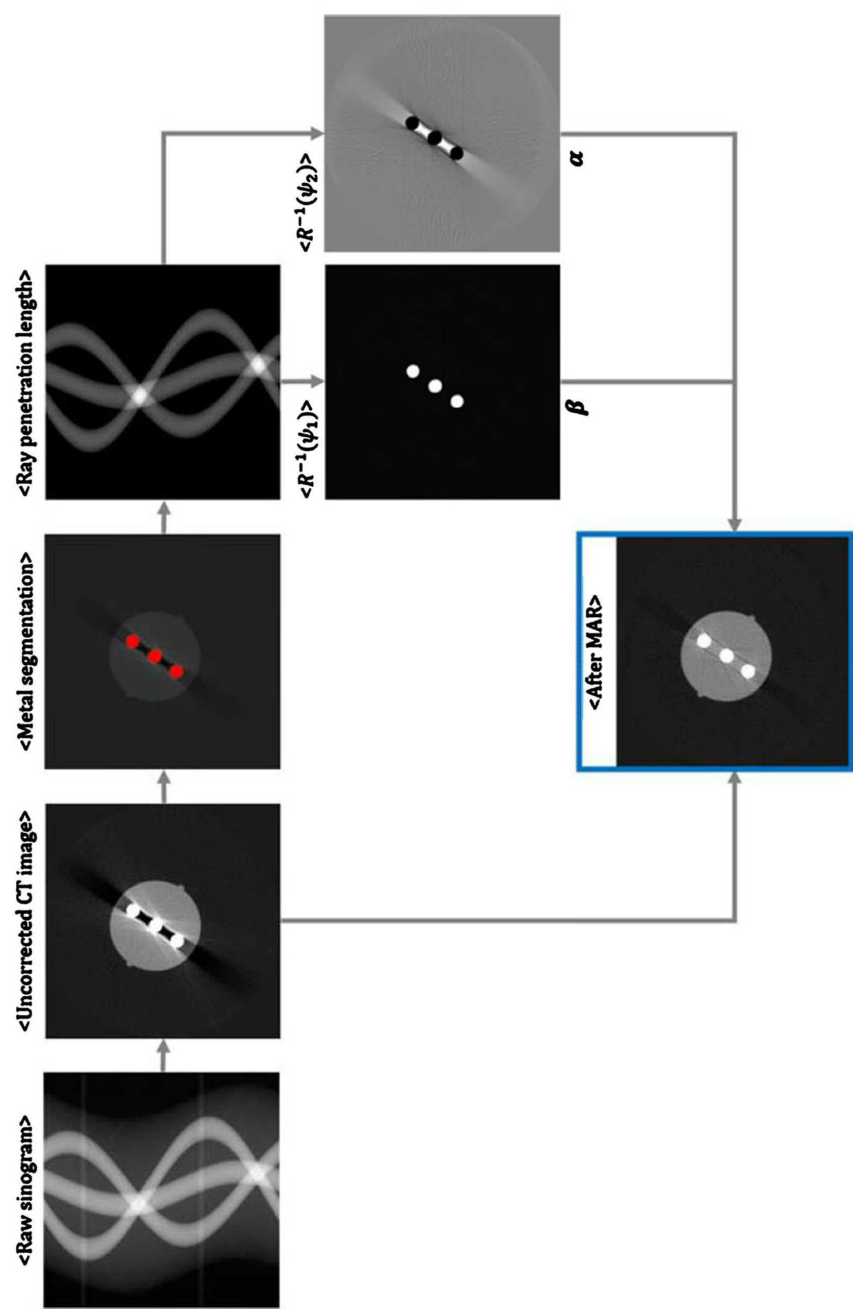 <Raw sinogram>
<Uncorrected CT image>
<Metal segmentation>
<Ray penetration length>
<R⁻¹(ψ₁)>
<R⁻¹(ψ₂)>
β
α
<After MAR>